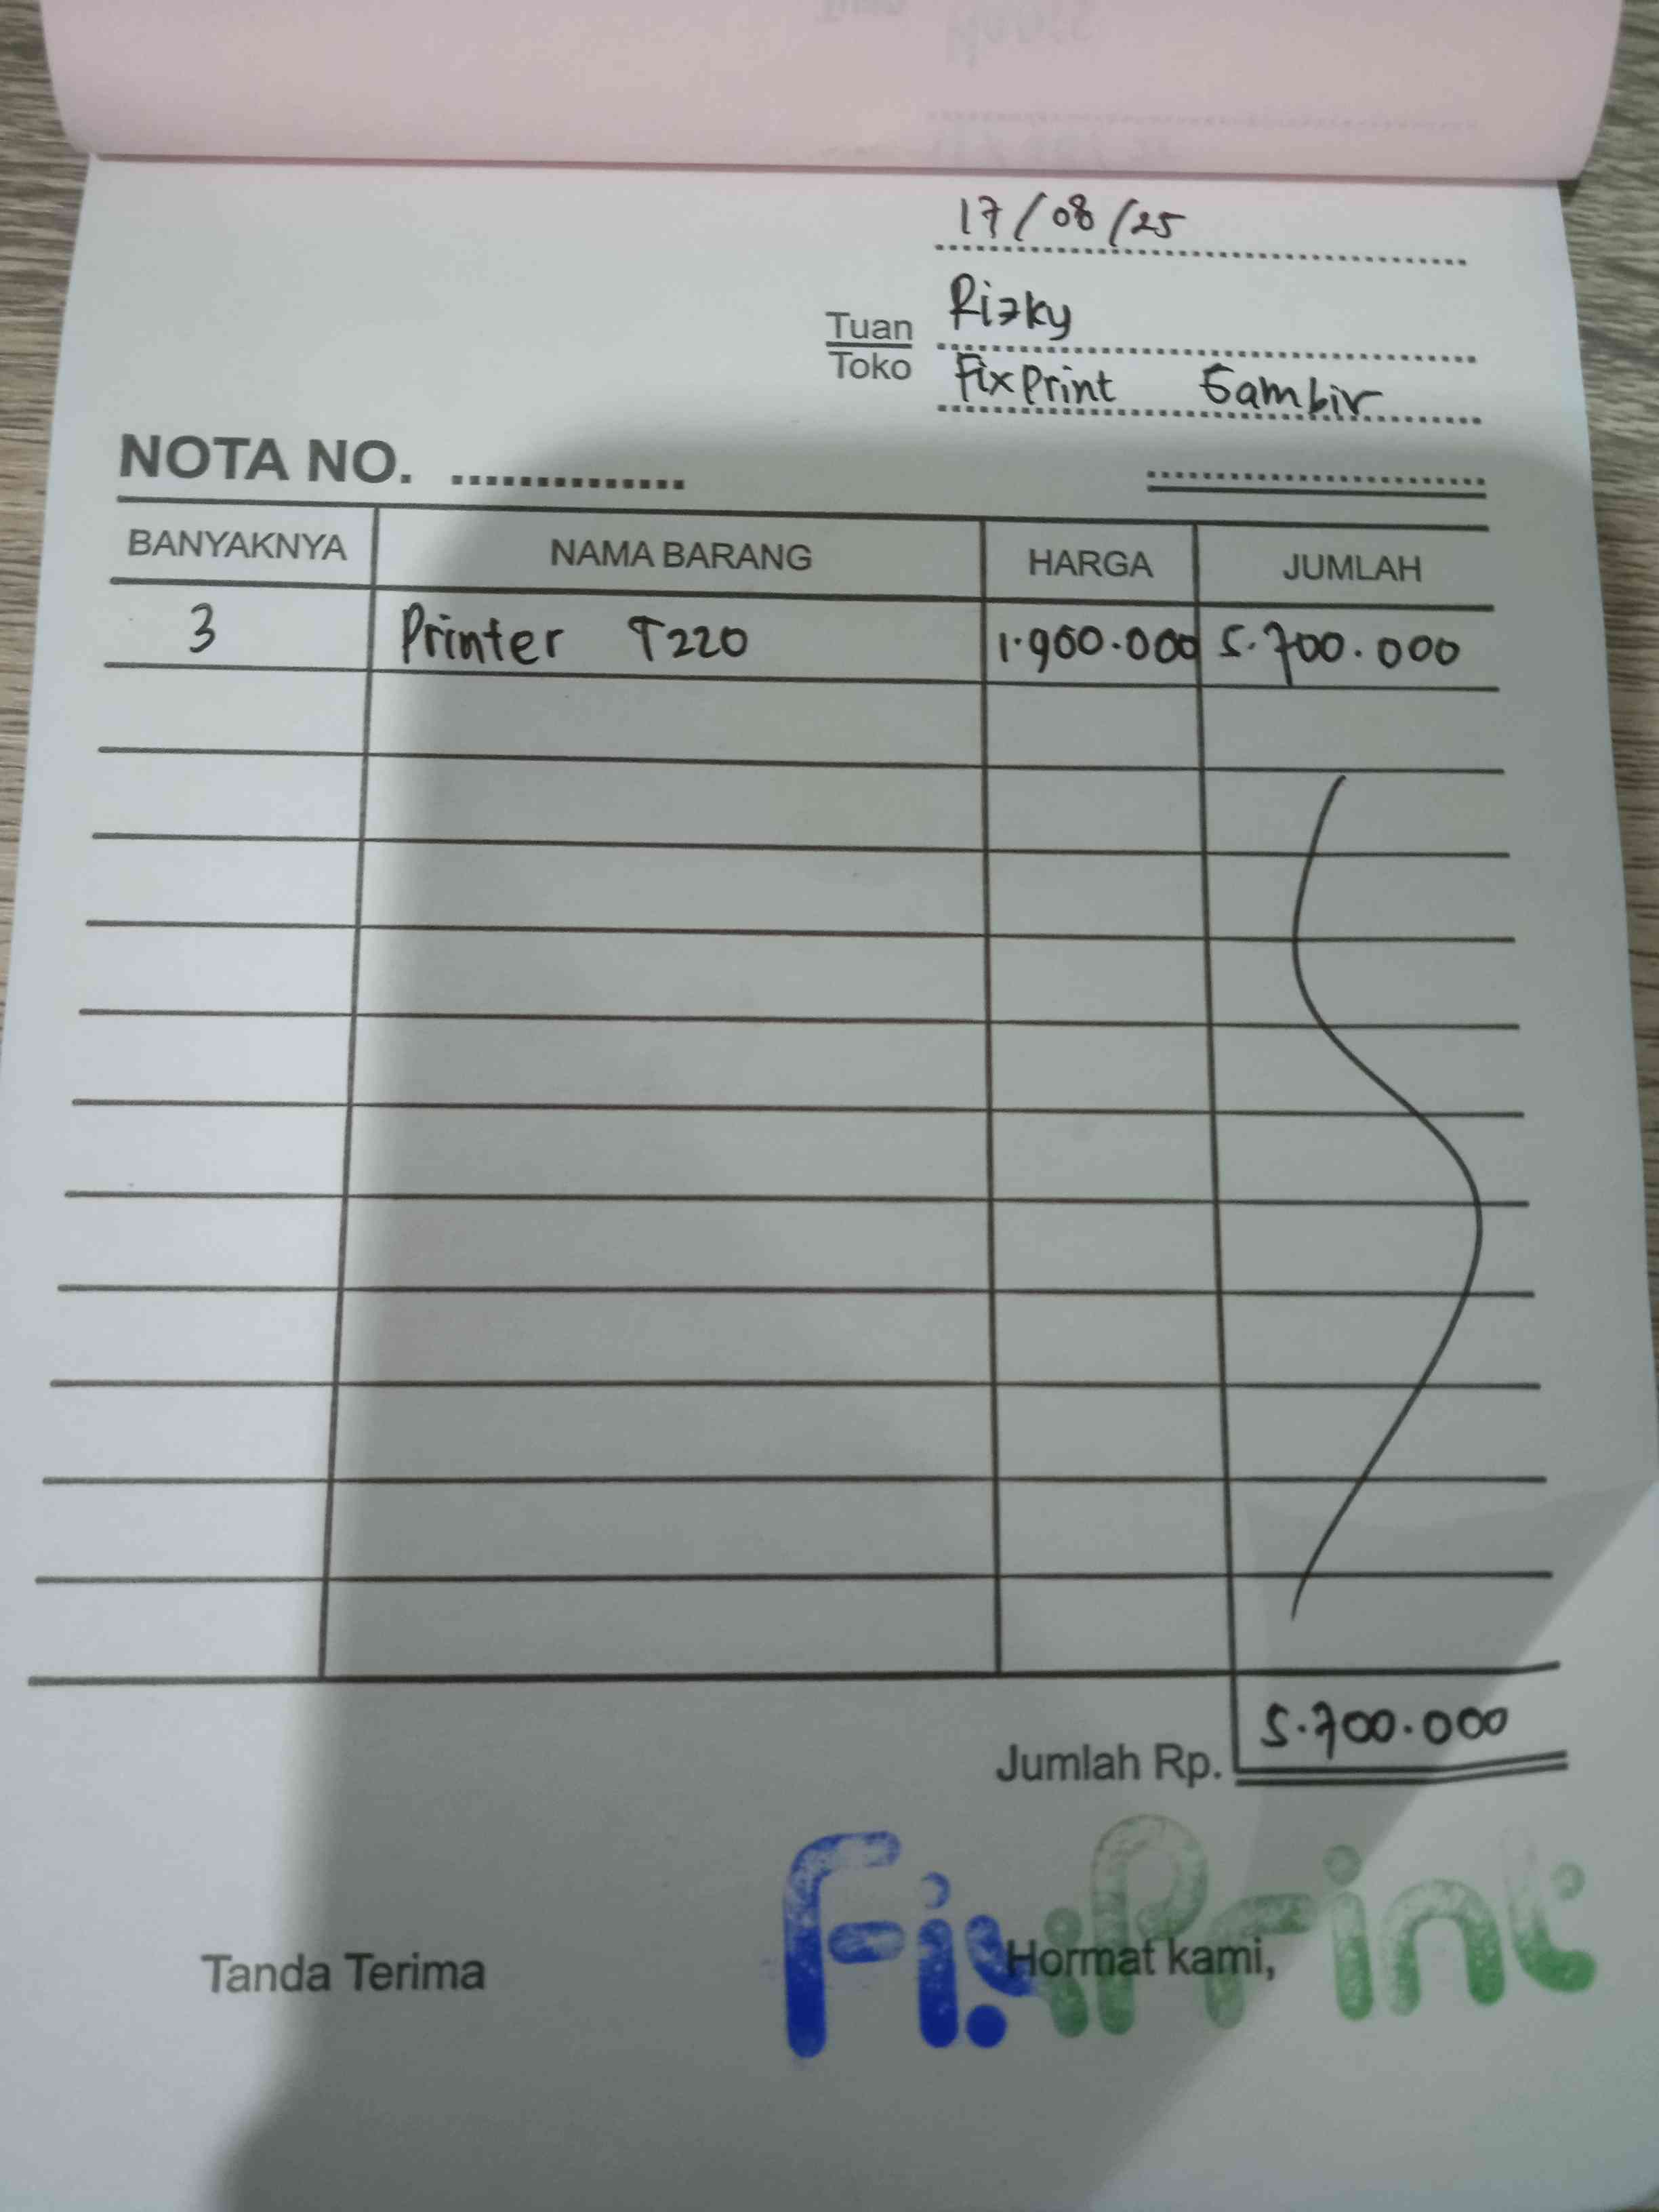 17/08/25
Tuan Rizky
Toko FixPrint Gambir
NOTA NO. ..............
BANYAKNYA NAMA BARANG HARGA JUMLAH
3 Printer T220 1.900.000 5.700.000
Jumlah Rp. 5.700.000
FixPrint
Tanda Terima Hormat kami,